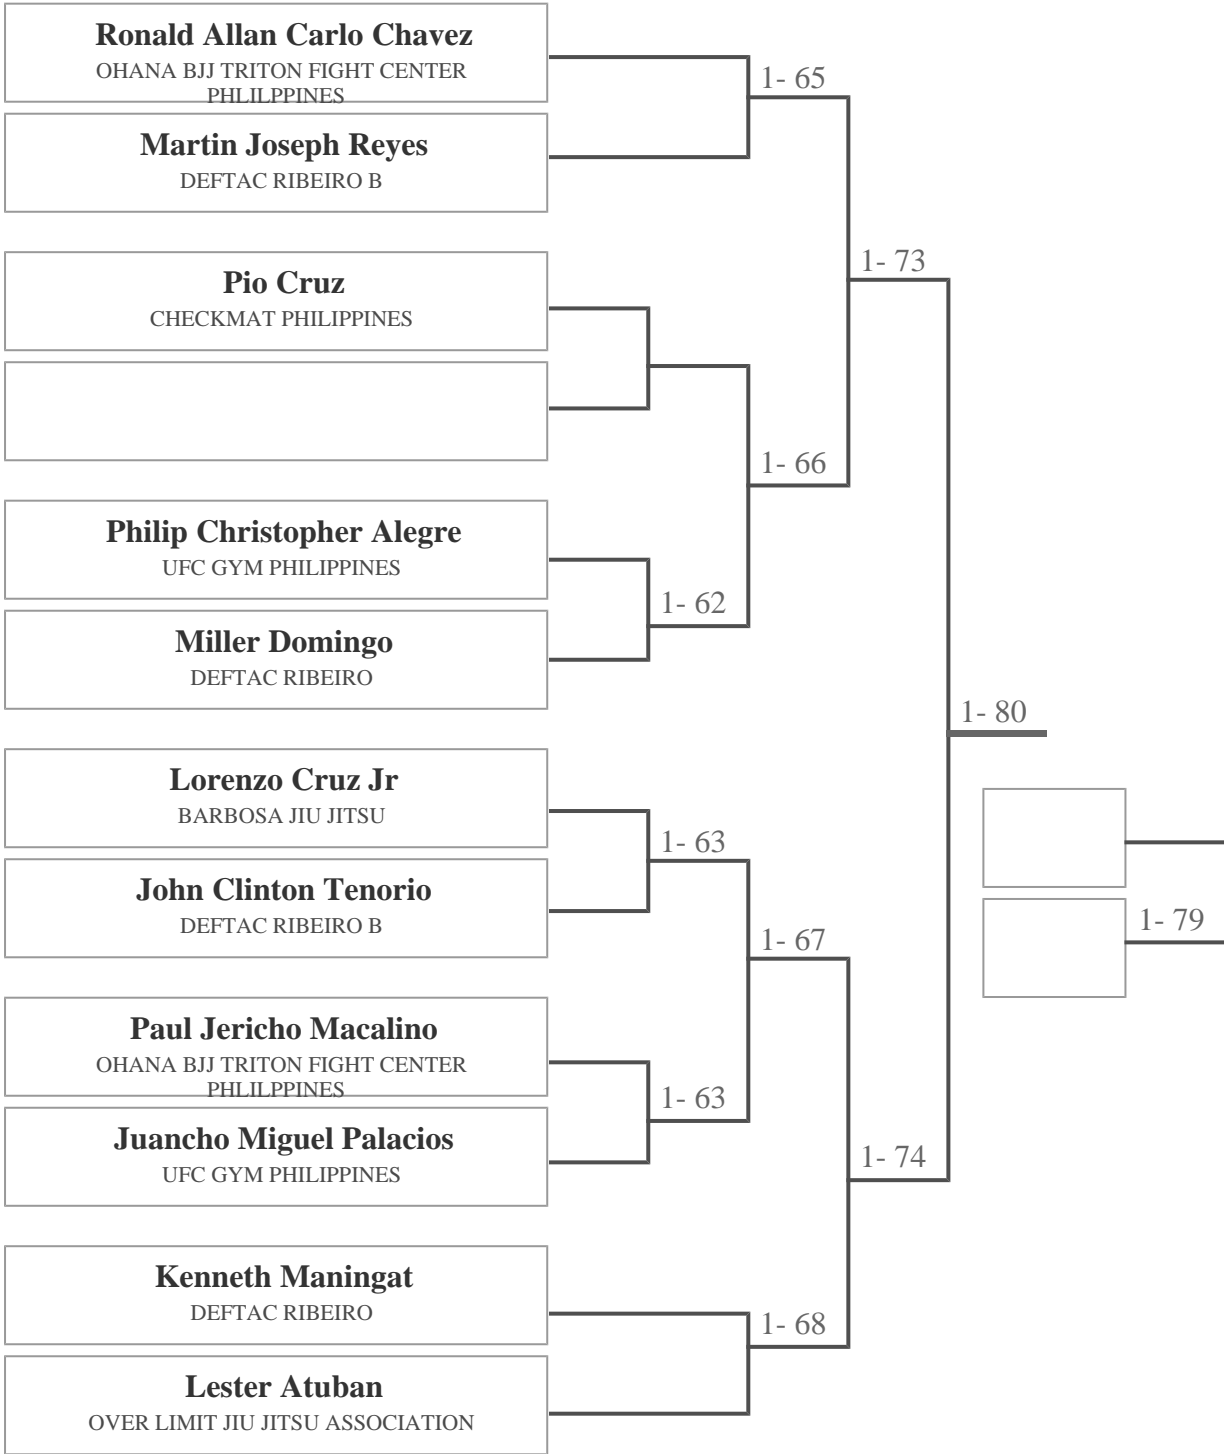 Ronald Allan Carlo Chavez
OHANA BJJ TRITON FIGHT CENTER
PHLILPPINES
1- 65
Martin Joseph Reyes
DEFTAC RIBEIRO B
1- 73
Pio Cruz
CHECKMAT PHILIPPINES
1- 66
Philip Christopher Alegre
UFC GYM PHILIPPINES
1- 62
Miller Domingo
DEFTAC RIBEIRO
1- 80
Lorenzo Cruz Jr
BARBOSA JIU JITSU
1- 63
John Clinton Tenorio
DEFTAC RIBEIRO B
1- 79
1- 67
Paul Jericho Macalino
OHANA BJJ TRITON FIGHT CENTER
PHLILPPINES
1- 63
Juancho Miguel Palacios
UFC GYM PHILIPPINES
1- 74
Kenneth Maningat
DEFTAC RIBEIRO
1- 68
Lester Atuban
OVER LIMIT JIU JITSU ASSOCIATION